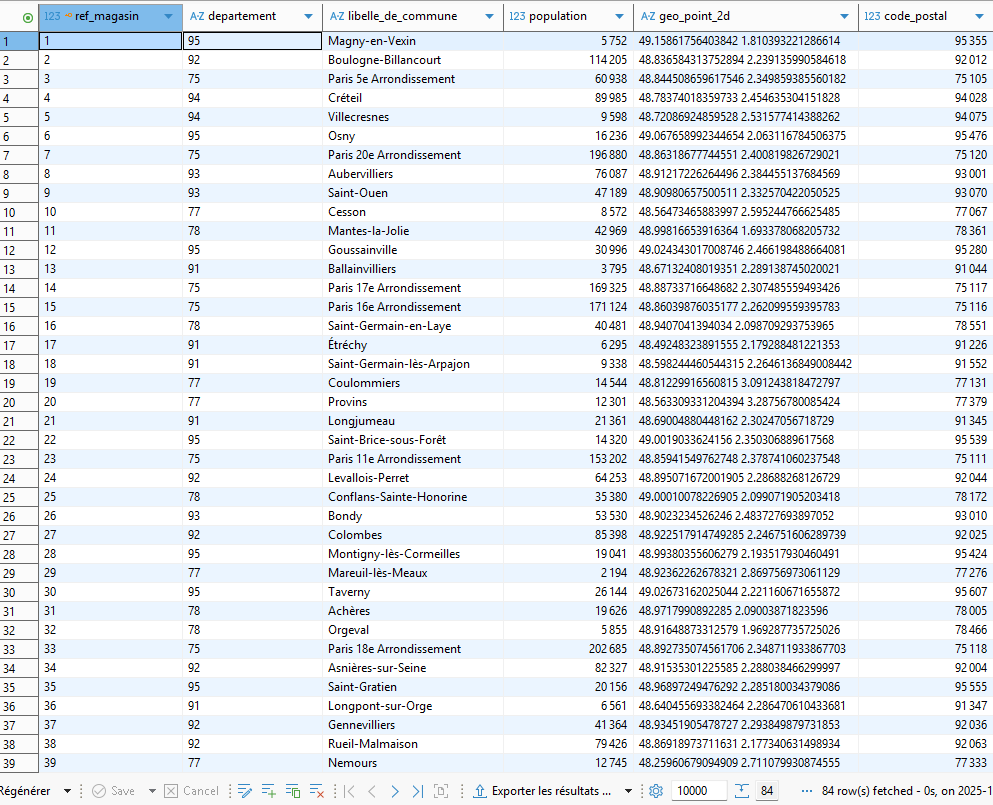 123 ref_magasin A-Z departement A-Z libelle_de_commune 123 population A-Z geo_point_2d 123 code_postal
1 1 95 Magny-en-Vexin 5 752 49.15861756403842 1.810393221286614 95 355
2 2 92 Boulogne-Billancourt 114 205 48.836584313752894 2.239135990584618 92 012
3 3 75 Paris 5e Arrondissement 60 938 48.844508659617546 2.349859385560182 75 105
4 4 94 Créteil 89 985 48.78374018359733 2.454635304151828 94 028
5 5 94 Villecresnes 9 598 48.72086924859528 2.531577414388262 94 075
6 6 95 Osny 16 236 49.067658992344654 2.063116784506375 95 476
7 7 75 Paris 20e Arrondissement 196 880 48.86318677744551 2.400819826729021 75 120
8 8 93 Aubervilliers 76 087 48.91217226264496 2.384455137684569 93 001
9 9 93 Saint-Ouen 47 189 48.90980657500511 2.332570422050525 93 070
10 10 77 Cesson 8 572 48.56473465883997 2.595244766625485 77 067
11 11 78 Mantes-la-Jolie 42 969 48.99816653916364 1.693378068205732 78 361
12 12 95 Goussainville 30 996 49.024343017008746 2.466198488664081 95 280
13 13 91 Ballainvilliers 3 795 48.67132408019351 2.289138745020021 91 044
14 14 75 Paris 17e Arrondissement 169 325 48.88733716648682 2.307485559493426 75 117
15 15 75 Paris 16e Arrondissement 171 124 48.86039876035177 2.262099559395783 75 116
16 16 78 Saint-Germain-en-Laye 40 481 48.9407041394034 2.098709293753965 78 551
17 17 91 Étréchy 6 295 48.49248323891555 2.179288481221353 91 226
18 18 91 Saint-Germain-lès-Arpajon 9 338 48.598244460544315 2.2646136849008442 91 552
19 19 77 Coulommiers 14 544 48.81229916560815 3.091243818472797 77 131
20 20 77 Provins 12 301 48.563309331204394 3.28756780085424 77 379
21 21 91 Longjumeau 21 361 48.69004880448162 2.30247056718729 91 345
22 22 95 Saint-Brice-sous-Forêt 14 320 49.0019033624156 2.350306889617568 95 539
23 23 75 Paris 11e Arrondissement 153 202 48.85941549762748 2.378741060237548 75 111
24 24 92 Levallois-Perret 64 253 48.895071672001905 2.28688268126729 92 044
25 25 78 Conflans-Sainte-Honorine 35 380 49.00010078226905 2.099071905203418 78 172
26 26 93 Bondy 53 530 48.9023234526246 2.483727693897052 93 010
27 27 92 Colombes 85 398 48.922517914749285 2.246751606289739 92 025
28 28 95 Montigny-lès-Cormeilles 19 041 48.99380355606279 2.193517930460491 95 424
29 29 77 Mareuil-lès-Meaux 2 194 48.92362262678321 2.869756973061129 77 276
30 30 95 Taverny 26 144 49.02673162025044 2.221160671655872 95 607
31 31 78 Achères 19 626 48.9717990892285 2.09003871823596 78 005
32 32 78 Orgeval 5 855 48.91648873312579 1.969287735725026 78 466
33 33 75 Paris 18e Arrondissement 202 685 48.892735074561706 2.348711933867703 75 118
34 34 92 Asnières-sur-Seine 82 327 48.91535301225585 2.288038466299997 92 004
35 35 95 Saint-Gratien 20 156 48.96897249476292 2.285180034379086 95 555
36 36 91 Longpont-sur-Orge 6 561 48.640455693382464 2.286470610433681 91 347
37 37 92 Gennevilliers 41 364 48.93451905478727 2.293849879731853 92 036
38 38 92 Rueil-Malmaison 79 426 48.86918973711631 2.177340631498934 92 063
39 39 77 Nemours 12 745 48.25960679094909 2.711079930874555 77 333
Régénérer Save Cancel Exporter les résultats ... 10000 84 84 row(s) fetched - 0s, on 2025-1